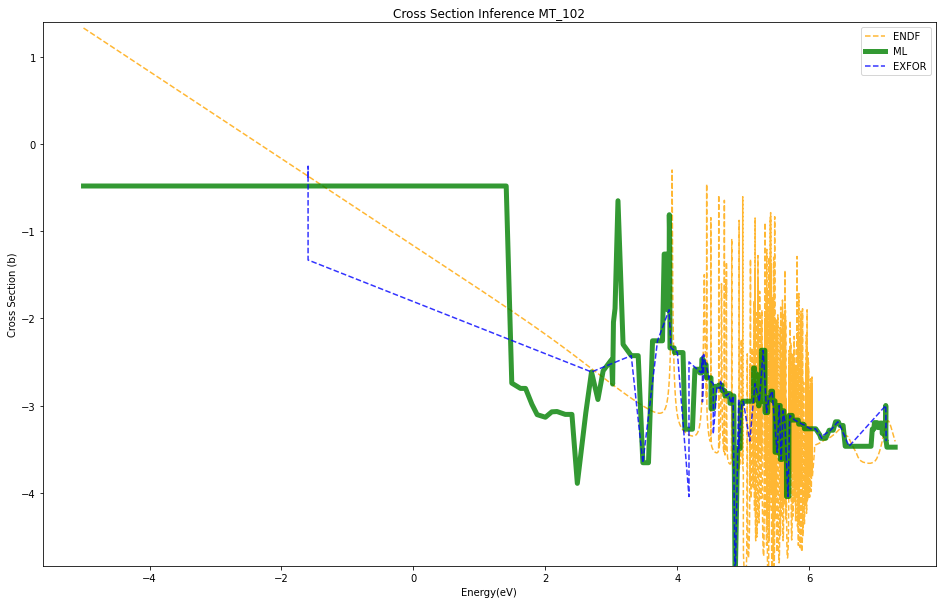 Cross Section Inference MT_102
ENDF
ML
EXFOR
Cross Section (b)
1
0
−1
−2
−3
−4
−4
−2
0
2
4
6
Energy(eV)